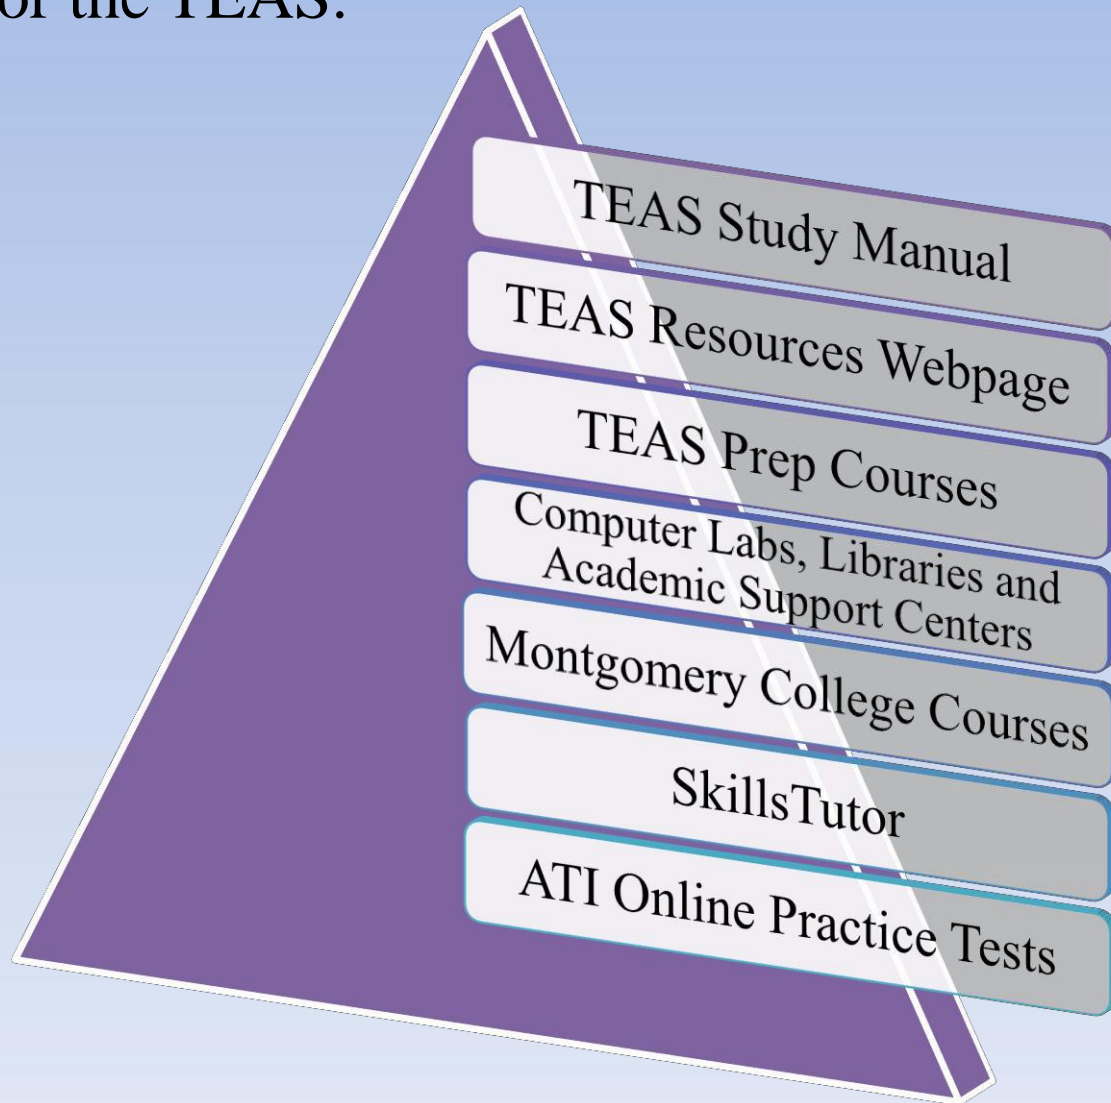 or the TEAS.
TEAS Study Manual
TEAS Resources Webpage
TEAS Prep Courses
Computer Labs, Libraries and
Academic Support Centers
Montgomery College Courses
SkillsTutor
ATI Online Practice Tests